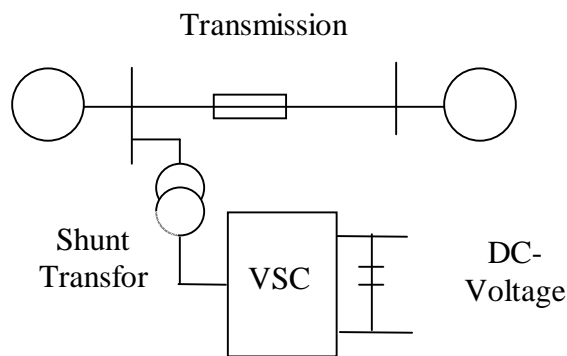 Transmission
Shunt
Transfor
VSC
DC-
Voltage